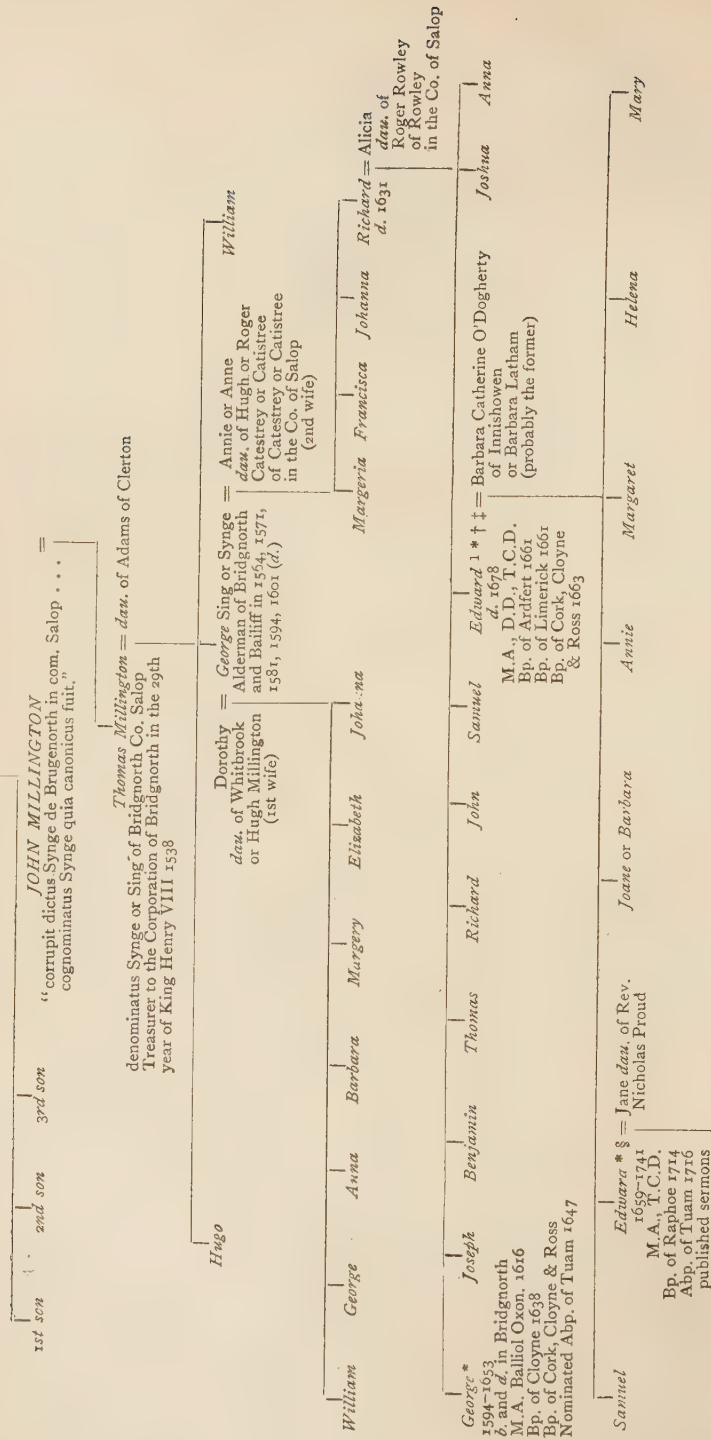 1st son
2nd son
3rd son
JOHN MILLINGTON
“corrupit dictus Synge de Brugenorth in com. Salop . . . =
cognominatus Synge quia canonicus fuit.”
Thomas Millington = dau. of Adams of Clerton
denominatus Synge or Sing of Bridgnorth Co. Salop
Treasurer to the Corporation of Bridgnorth in the 29th
year of King Henry VIII 1538
Hugo
Dorothy
dau. of Whitbrook
or Hugh Millington
(1st wife)
= George Sing or Synge =
Alderman of Bridgnorth
and Bailiff in 1564, 1571,
1581, 1594, 1601 (d.)
Annie or Anne
dau. of Hugh or Roger
Catestrey or Catistree
of Catestrey or Catistree
in the Co. of Salop
(2nd wife)
William
William
George
Anna
Barbara
Murgery
Elizabeth
Joha:na
Margeria
Francisca
Johanna
Richard = Alicia
d. 1631
dau. of
Roger Rowley
of Rowley
in the Co. of Salop
George *
1594-1653
b. and d. in Bridgnorth
M.A. Balliol Oxon. 1616
Bp. of Cloyne 1638
Bp. of Cork, Cloyne & Ross
Nominated Abp. of Tuam 1647
Joseph
Benjamin
Thomas
Richard
John
Samuel
Edward 1 * † ‡ = Barbara Catherine O'Dogherty
d. 1678
M.A., D.D., T.C.D.
Bp. of Ardfert 1661
Bp. of Limerick 1661
Bp. of Cork, Cloyne
& Ross 1663
of Innishowen
or Barbara Latham
(probably the former)
Joshua
Anna
Samuel
Edward * § = Jane dau. of Rev.
Nicholas Proud
1659-1741
M.A., T.C.D.
Bp. of Raphoe 1714
Abp. of Tuam 1716
published sermons
Joane or Barbara
Annie
Margaret
Helena
Mary